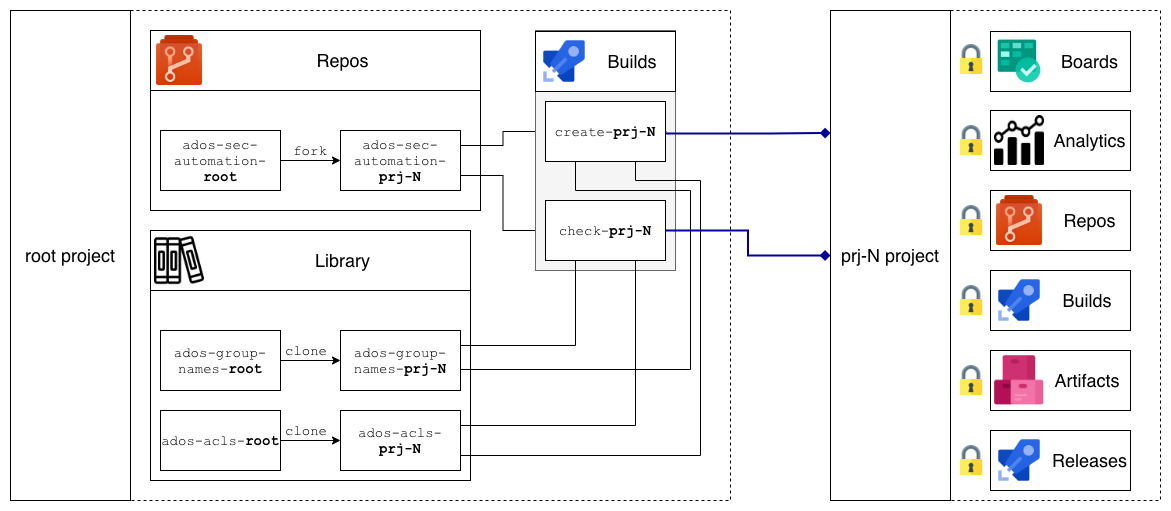 root project
Repos
ados-sec-
automation-
root
fork
ados-sec-
automation-
prj-N
Library
ados-group-
names-root
clone
ados-group-
names-prj-N
ados-acls-root
clone
ados-acls-
prj-N
Builds
create-prj-N
check-prj-N
prj-N project
Boards
Analytics
Repos
Builds
Artifacts
Releases